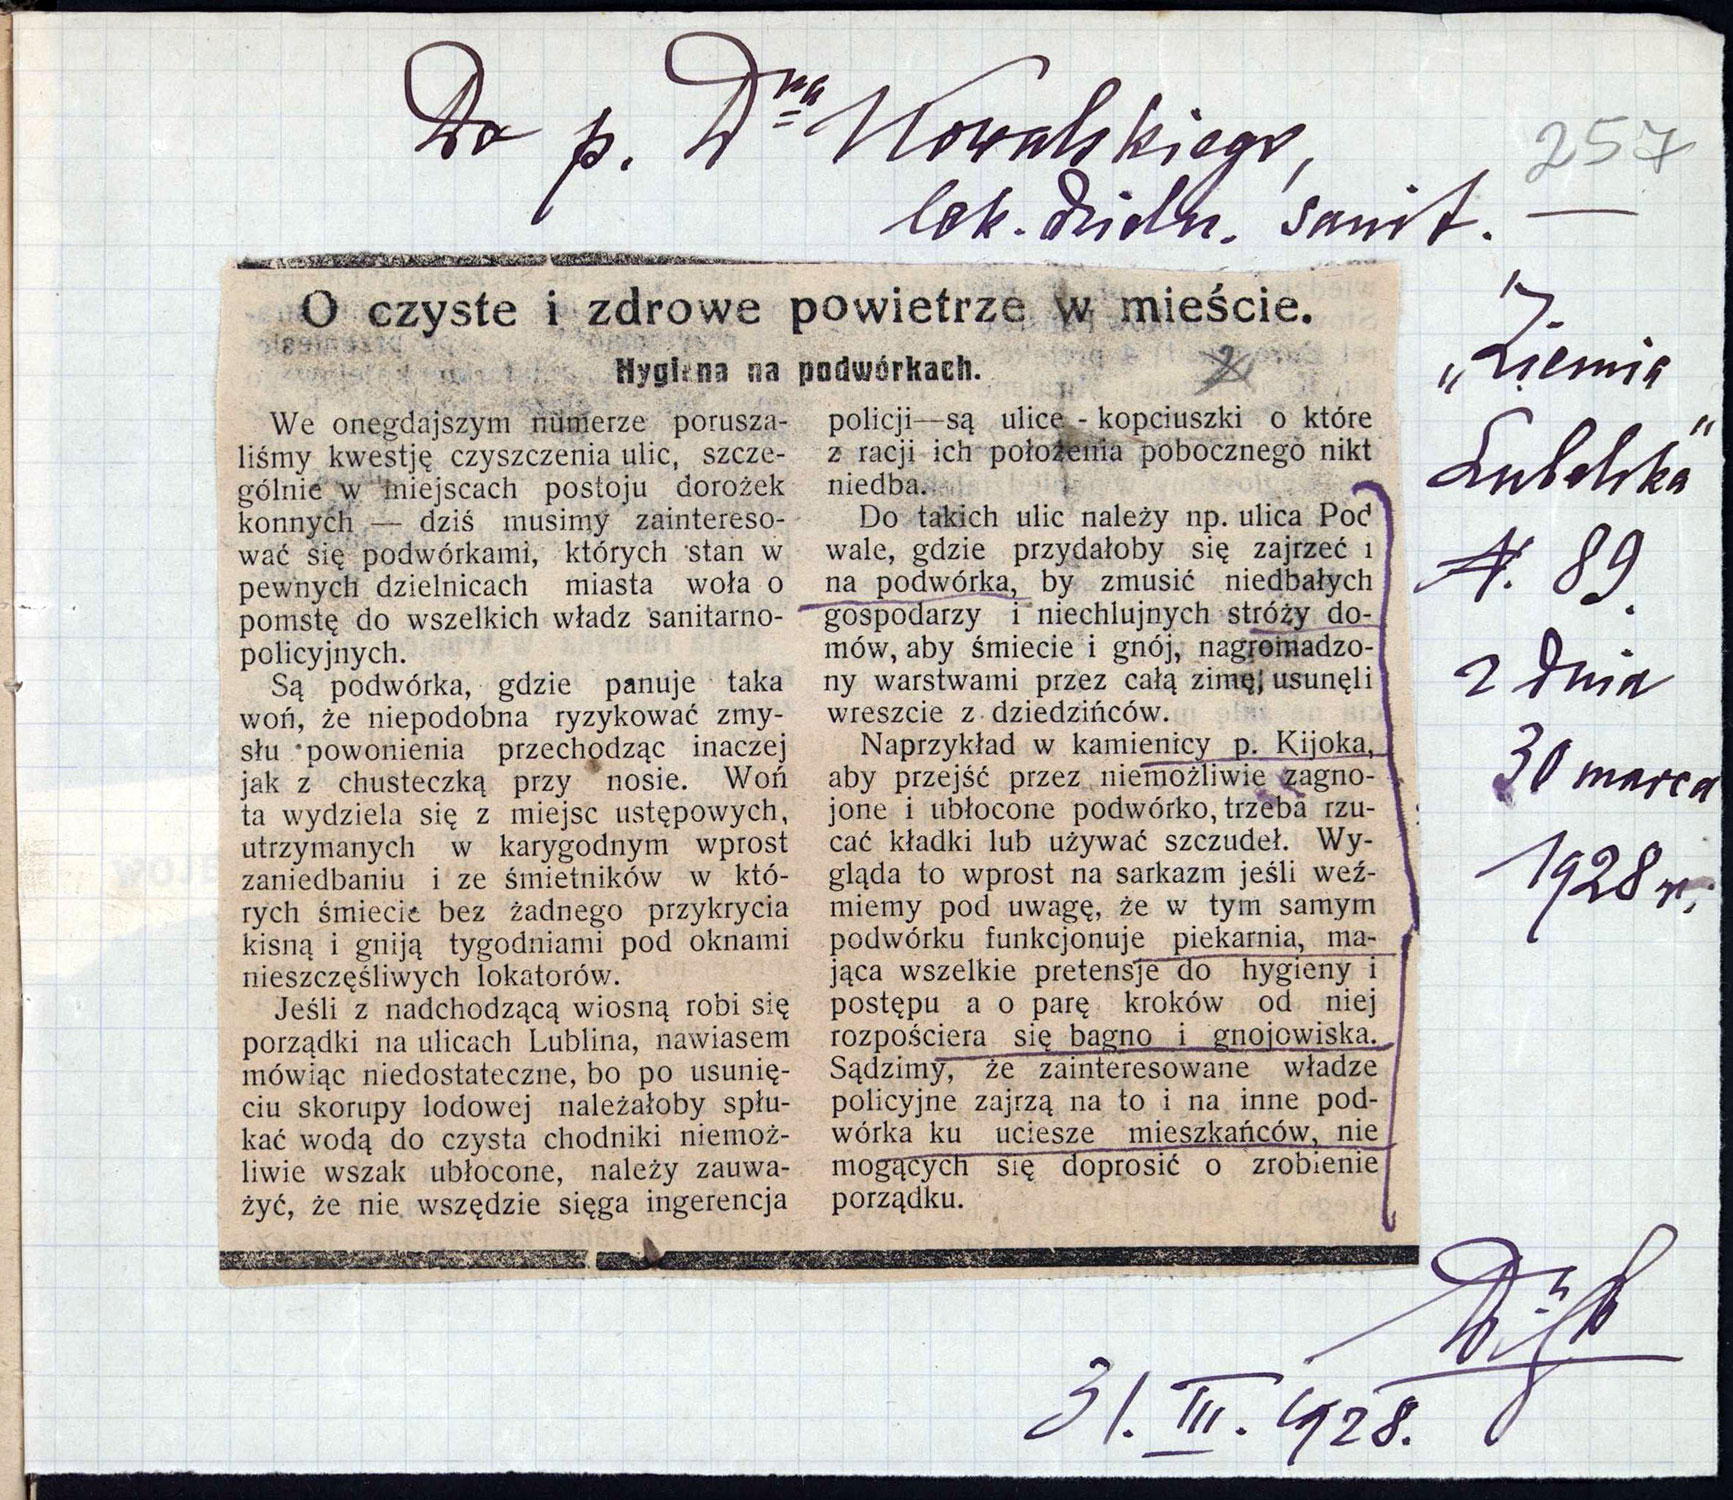 Do p. Dra Kowalskiego,
lek. dzieln. sanit.
257
O czyste i zdrowe powietrze w mieście.
Hygiena na podwórkach.
2
We onegdajszym numerze porusza-
liśmy kwestję czyszczenia ulic, szcze-
gólnie w miejscach postoju dorożek
konnych — dziś musimy zaintereso-
wać się podwórkami, których stan w
pewnych dzielnicach miasta woła o
pomstę do wszelkich władz sanitarno-
policyjnych.
Są podwórka, gdzie panuje taka
woń, że niepodobna ryzykować zmy-
słu powonienia przechodząc inaczej
jak z chusteczką przy nosie. Woń
ta wydziela się z miejsc ustępowych,
utrzymanych w karygodnym wprost
zaniedbaniu i ze śmietników w któ-
rych śmiecie bez żadnego przykrycia
kisną i gniją tygodniami pod oknami
nieszczęśliwych lokatorów.
Jeśli z nadchodzącą wiosną robi się
porządki na ulicach Lublina, nawiasem
mówiąc niedostateczne, bo po usunię-
ciu skorupy lodowej należałoby spłu-
kać wodą do czysta chodniki niemoż-
liwie wszak ubłocone, należy zauwa-
żyć, że nie wszędzie sięga ingerencja
policji—są ulice - kopciuszki o które
z racji ich położenia pobocznego nikt
niedba.
Do takich ulic należy np. ulica Pod
wale, gdzie przydałoby się zajrzeć i
na podwórka, by zmusić niedbałych
gospodarzy i niechlujnych stróży do-
mów, aby śmiecie i gnój, nagromadzo-
ny warstwami przez całą zimę, usunęli
wreszcie z dziedzińców.
Naprzykład w kamienicy p. Kijoka,
aby przejść przez niemożliwie zagno-
jone i ubłocone podwórko, trzeba rzu-
cać kładki lub używać szczudeł. Wy-
gląda to wprost na sarkazm jeśli weź-
miemy pod uwagę, że w tym samym
podwórku funkcjonuje piekarnia, ma-
jąca wszelkie pretensje do hygieny i
postępu a o parę kroków od niej
rozpościera się bagno i gnojowiska.
Sądzimy, że zainteresowane władze
policyjne zajrzą na to i na inne pod-
wórka ku uciesze mieszkańców, nie
mogących się doprosić o zrobienie
porządku.
„Ziemia
Lubelska"
N. 89.
z dnia
30 marca
1928 r.
31. III. 1928.